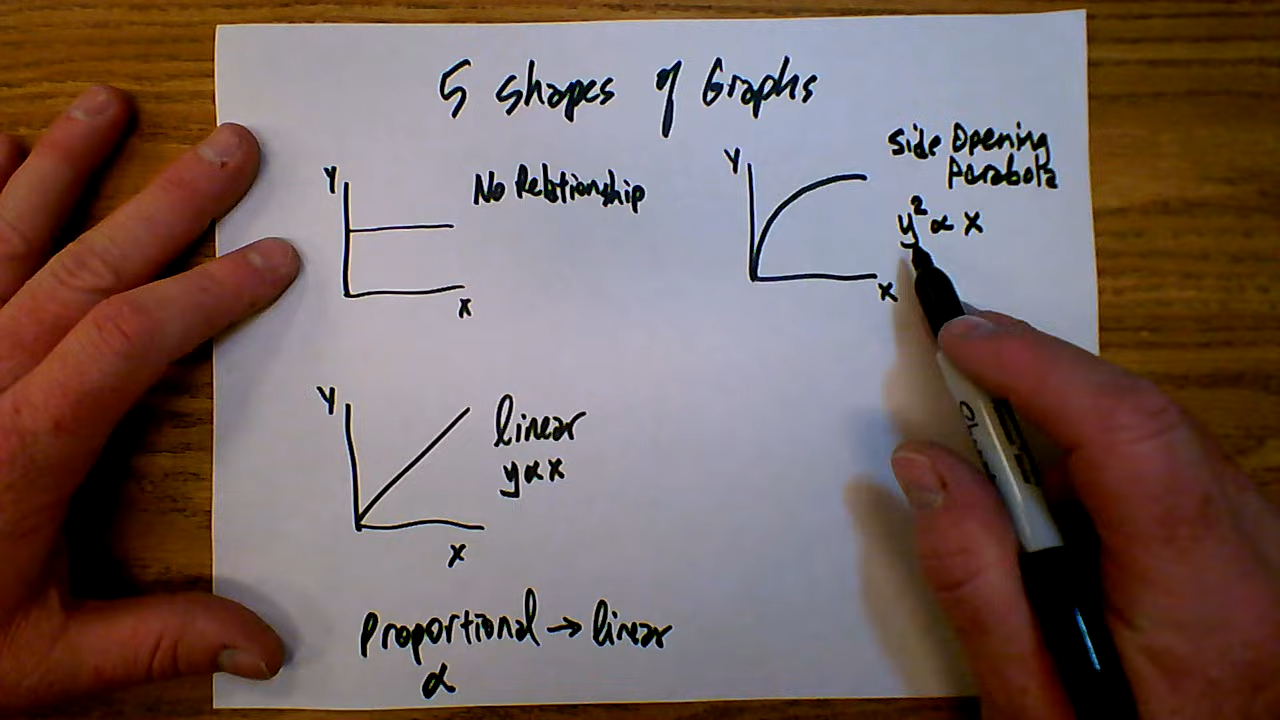 5 Shapes of Graphs
Y
No Relationship
X
Y
Side Opening
Parabola
y² α X
X
Y
linear
y α x
X
Proportional → linear
α